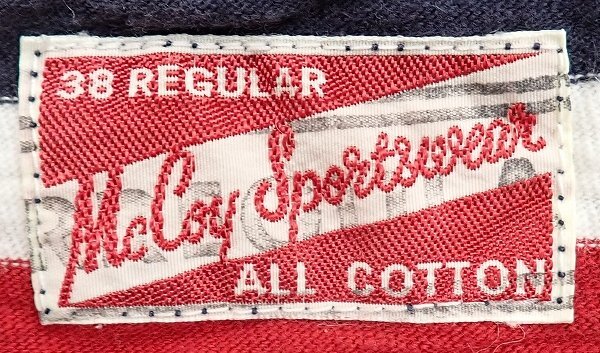 38 REGULAR
McCoy Sportswear
ALL COTTON